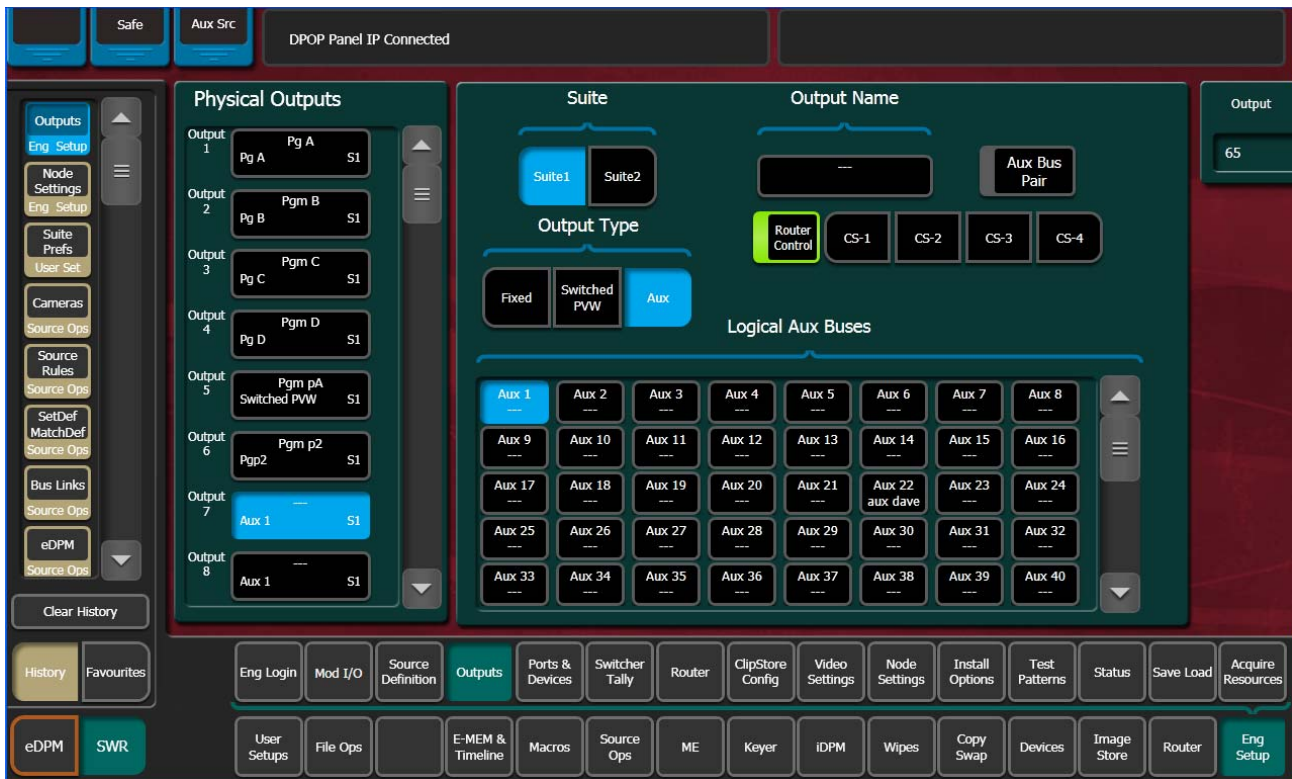 Safe
Aux Src
DPOP Panel IP Connected
Outputs
Eng Setup
Node
Settings
Eng Setup
Suite
Prefs
User Set
Cameras
Source Ops
Source
Rules
Source Ops
SetDef
MatchDef
Source Ops
Bus Links
Source Ops
eDPM
Source Ops
Clear History
History
Favourites
eDPM
SWR
Physical Outputs
Output
1
Pg A
Pg A S1
Output
2
Pgm B
Pg B S1
Output
3
Pgm C
Pg C S1
Output
4
Pgm D
Pg D S1
Output
5
Pgm pA
Switched PVW S1
Output
6
Pgm p2
Pgp2 S1
Output
7
---
Aux 1 S1
Output
8
---
Aux 1 S1
Suite
Suite1
Suite2
Output Type
Fixed
Switched
PVW
Aux
Output Name
---
Aux Bus
Pair
Router
Control
CS-1
CS-2
CS-3
CS-4
Output
65
Logical Aux Buses
Aux 1 Aux 2 Aux 3 Aux 4 Aux 5 Aux 6 Aux 7 Aux 8
--- --- --- --- --- --- --- ---
Aux 9 Aux 10 Aux 11 Aux 12 Aux 13 Aux 14 Aux 15 Aux 16
--- --- --- --- --- --- --- ---
Aux 17 Aux 18 Aux 19 Aux 20 Aux 21 Aux 22 Aux 23 Aux 24
--- --- --- --- --- aux dave --- ---
Aux 25 Aux 26 Aux 27 Aux 28 Aux 29 Aux 30 Aux 31 Aux 32
--- --- --- --- --- --- --- ---
Aux 33 Aux 34 Aux 35 Aux 36 Aux 37 Aux 38 Aux 39 Aux 40
--- --- --- --- --- --- --- ---
Eng Login
Mod I/O
Source
Definition
Outputs
Ports &
Devices
Switcher
Tally
Router
ClipStore
Config
Video
Settings
Node
Settings
Install
Options
Test
Patterns
Status
Save Load
Acquire
Resources
User
Setups
File Ops
E-MEM &
Timeline
Macros
Source
Ops
ME
Keyer
iDPM
Wipes
Copy
Swap
Devices
Image
Store
Router
Eng
Setup